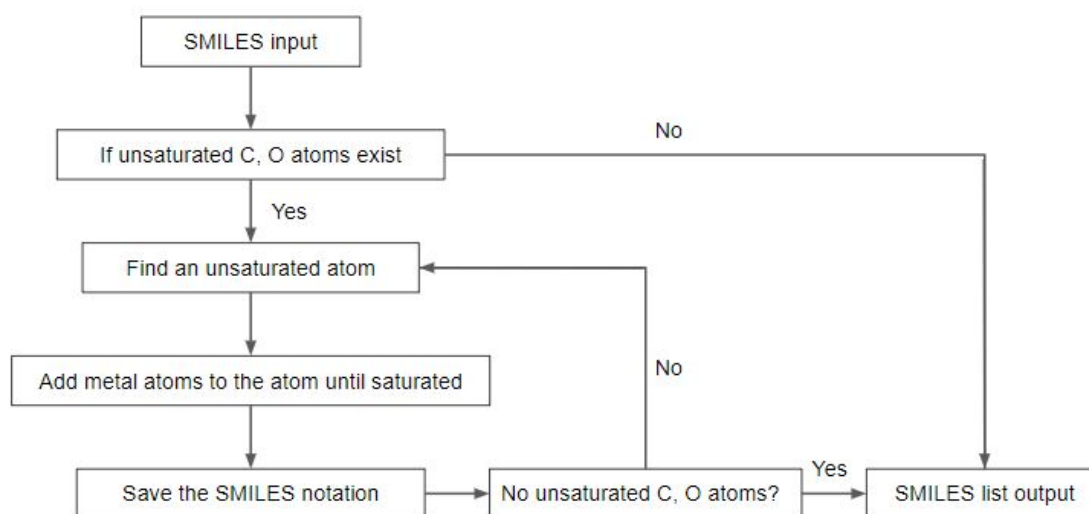 SMILES input
No
If unsaturated C, O atoms exist
Yes
Find an unsaturated atom
No
Add metal atoms to the atom until saturated
Yes
Save the SMILES notation
No unsaturated C, O atoms?
SMILES list output